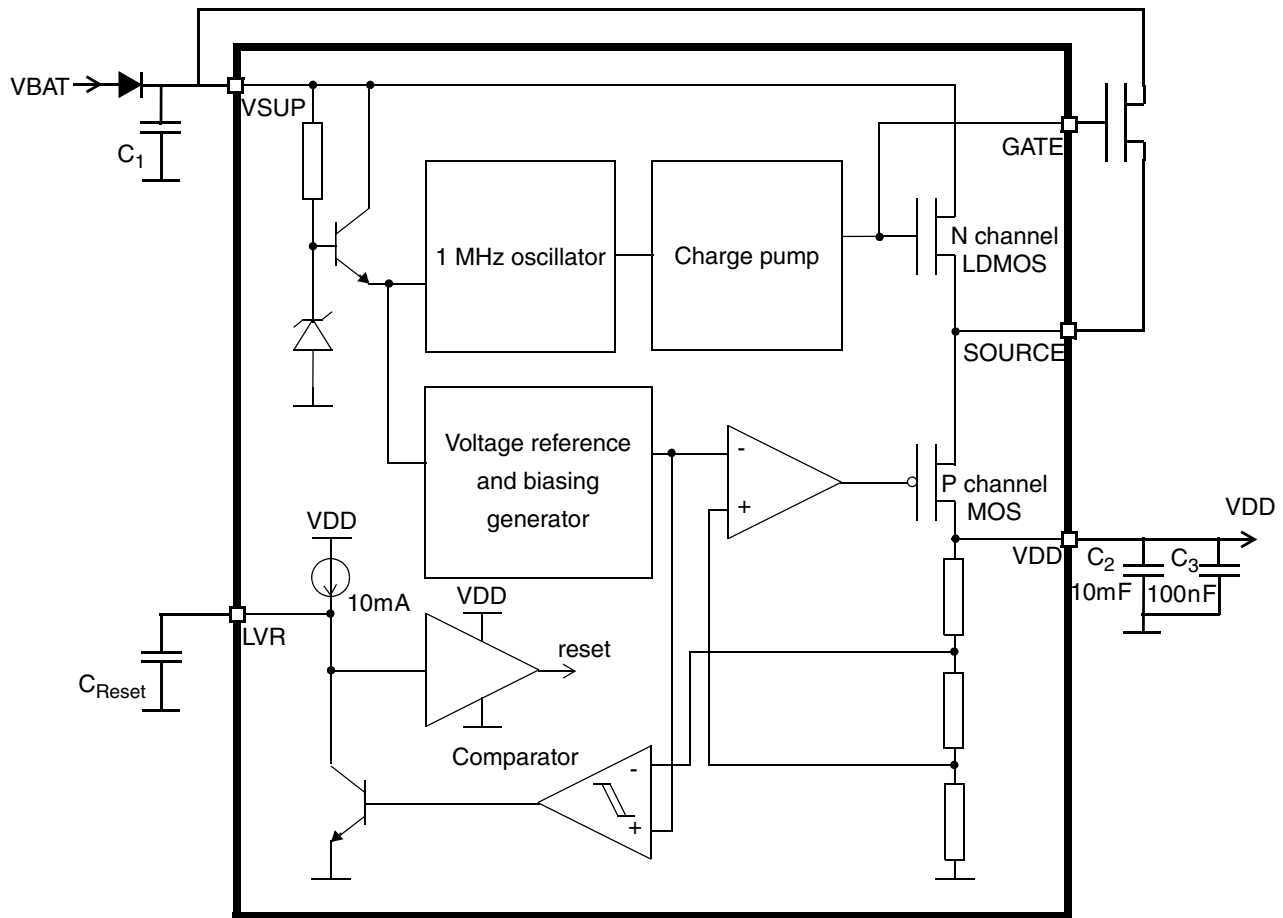 VBAT
VSUP
C1
GATE
1 MHz oscillator
Charge pump
N channel
LDMOS
SOURCE
Voltage reference
and biasing
generator
-
+
P channel
MOS
VDD
VDD
VDD
C2
C3
10mF
100nF
10mA
VDD
LVR
reset
CReset
Comparator
-
+